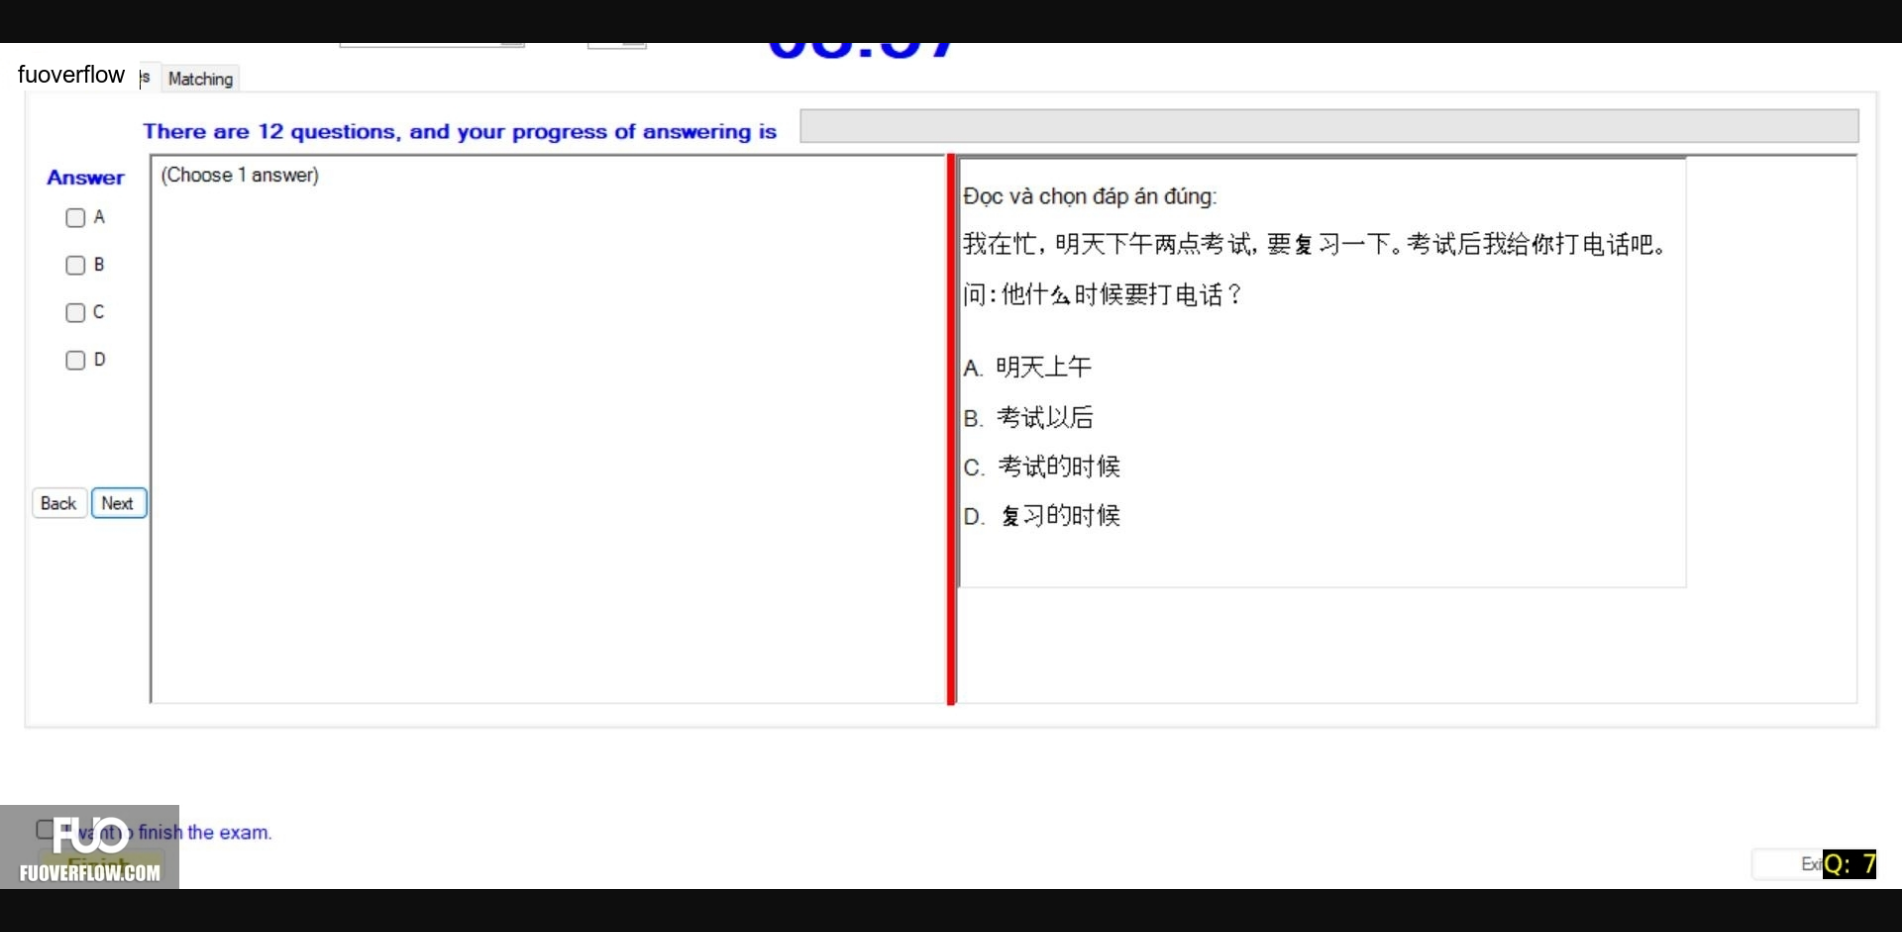 fuoverflow
Matching
There are 12 questions, and your progress of answering is
Answer
(Choose 1 answer)
A
B
C
D
Back
Next
Đọc và chọn đáp án đúng:
我在忙，明天下午两点考试，要复习一下。考试后我给你打电话吧。
问：他什么时候要打电话？
A. 明天上午
B. 考试以后
C. 考试的时候
D. 复习的时候
want to finish the exam.
Finish
FUO
FUOVERFLOW.COM
Exi
Q: 7